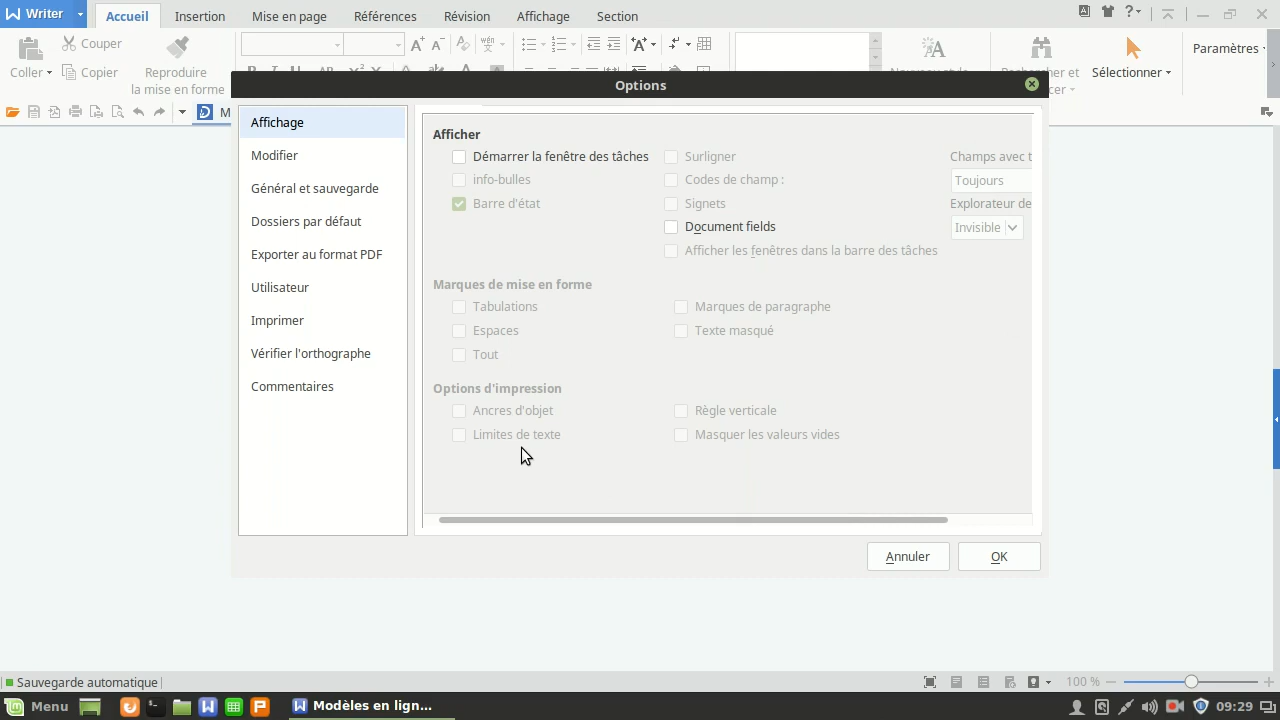 Writer
Accueil
Insertion
Mise en page
Références
Révision
Affichage
Section
Couper
Coller
Copier
Reproduire
la mise en forme
Paramètres
Sélectionner
Options
Affichage
Modifier
Général et sauvegarde
Dossiers par défaut
Exporter au format PDF
Utilisateur
Imprimer
Vérifier l'orthographe
Commentaires
Afficher
Démarrer la fenêtre des tâches
Surligner
Champs avec t
info-bulles
Codes de champ :
Toujours
Barre d'état
Signets
Explorateur de
Document fields
Invisible
Afficher les fenêtres dans la barre des tâches
Marques de mise en forme
Tabulations
Marques de paragraphe
Espaces
Texte masqué
Tout
Options d'impression
Ancres d'objet
Règle verticale
Limites de texte
Masquer les valeurs vides
Annuler
OK
Sauvegarde automatique
100 %
Menu
Modèles en lign...
09:29